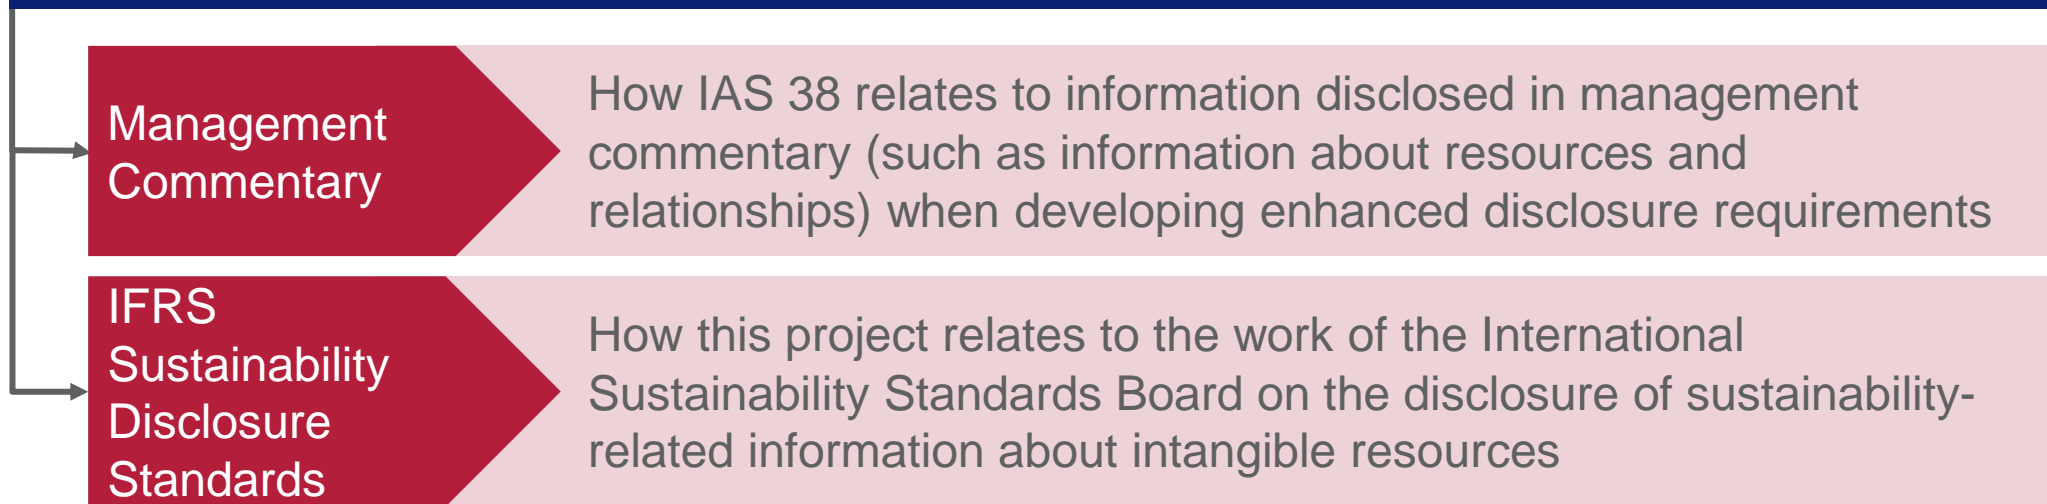 Management
Commentary
How IAS 38 relates to information disclosed in management
commentary (such as information about resources and
relationships) when developing enhanced disclosure requirements
IFRS
Sustainability
Disclosure
Standards
How this project relates to the work of the International
Sustainability Standards Board on the disclosure of sustainability-
related information about intangible resources